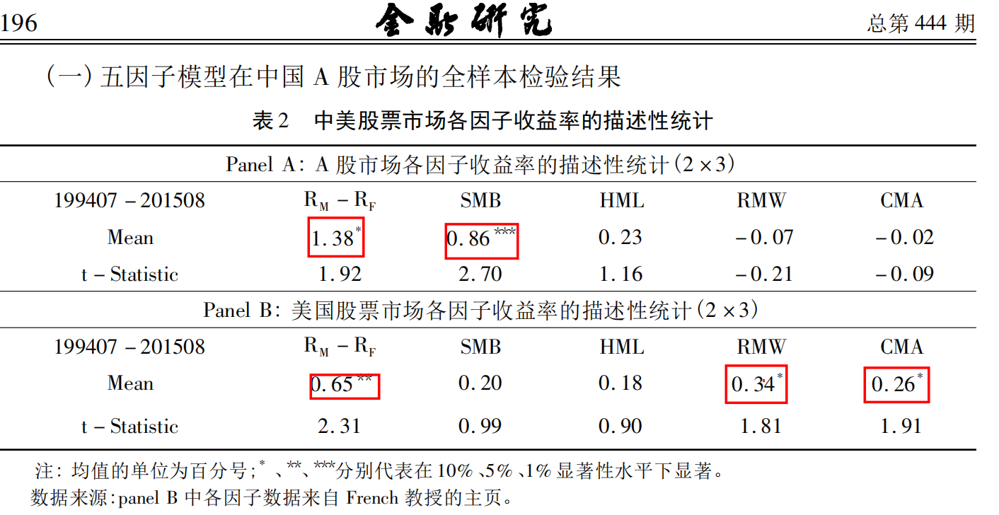 196 金融研究 总第 444 期
(一)五因子模型在中国 A 股市场的全样本检验结果
表 2 中美股票市场各因子收益率的描述性统计
Panel A: A 股市场各因子收益率的描述性统计(2 × 3)
199407 - 201508 R_M - R_F SMB HML RMW CMA
Mean 1.38* 0.86*** 0.23 -0.07 -0.02
t - Statistic 1.92 2.70 1.16 -0.21 -0.09
Panel B: 美国股票市场各因子收益率的描述性统计(2 × 3)
199407 - 201508 R_M - R_F SMB HML RMW CMA
Mean 0.65** 0.20 0.18 0.34* 0.26*
t - Statistic 2.31 0.99 0.90 1.81 1.91
注: 均值的单位为百分号;*、**、***分别代表在 10%、5%、1% 显著性水平下显著。
数据来源:panel B 中各因子数据来自 French 教授的主页。